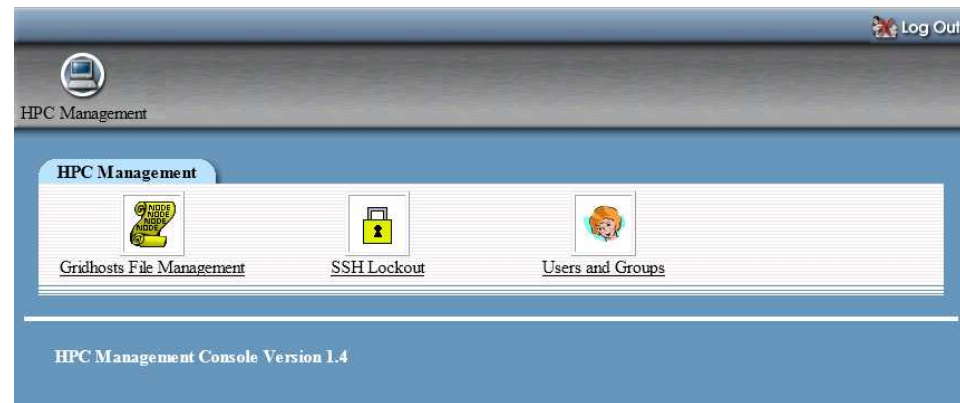 Log Out
HPC Management
HPC Management
NODE
NODE
NODE
NODE
Gridhosts File Management
SSH Lockout
Users and Groups
HPC Management Console Version 1.4